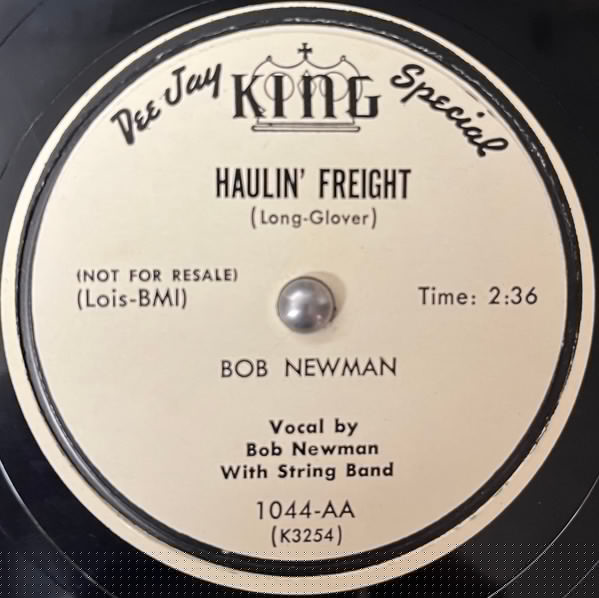 Dee Jay KING Special
HAULIN' FREIGHT
(Long-Glover)
(NOT FOR RESALE)
(Lois-BMI) Time: 2:36
BOB NEWMAN
Vocal by
Bob Newman
With String Band
1044-AA
(K3254)